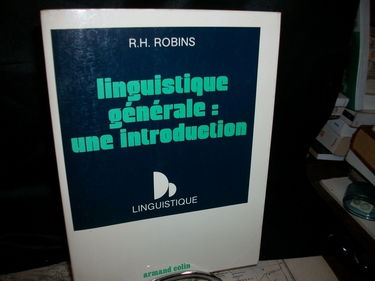 R.H. ROBINS
linguistique
générale :
une introduction
LINGUISTIQUE
armand colin